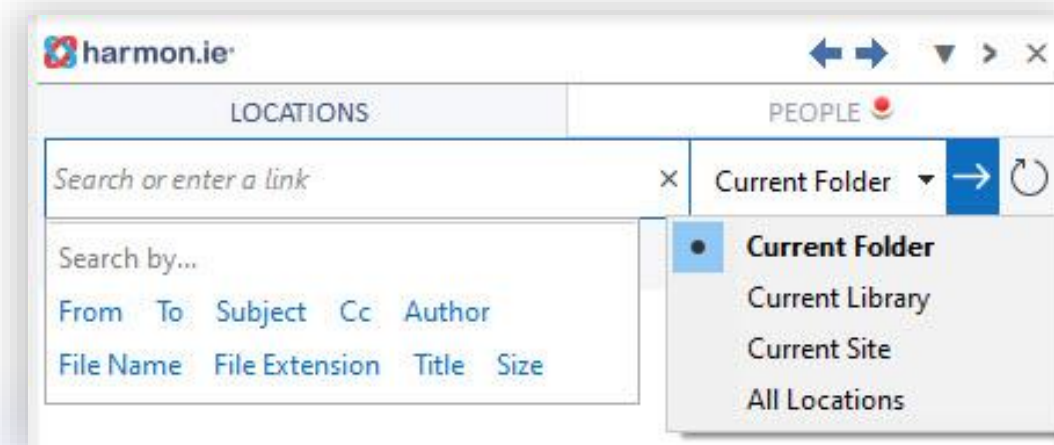 harmon.ie
LOCATIONS
PEOPLE
Search or enter a link
Current Folder
Search by...
From To Subject Cc Author
File Name File Extension Title Size
Current Folder
Current Library
Current Site
All Locations